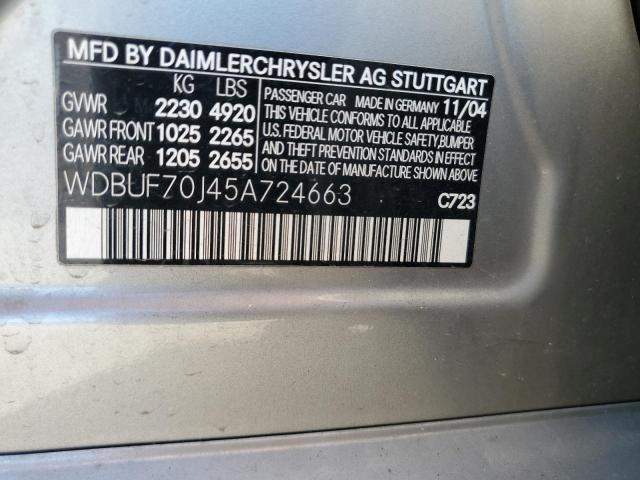 MFD BY DAIMLERCHRYSLER AG STUTTGART
KG LBS
GVWR 2230 4920
GAWR FRONT 1025 2265
GAWR REAR 1205 2655
PASSENGER CAR MADE IN GERMANY 11/04
THIS VEHICLE CONFORMS TO ALL APPLICABLE
U.S. FEDERAL MOTOR VEHICLE SAFETY, BUMPER
AND THEFT PREVENTION STANDARDS IN EFFECT
ON THE DATE OF MANUFACTURE SHOWN ABOVE
WDBUF70J45A724663
C723